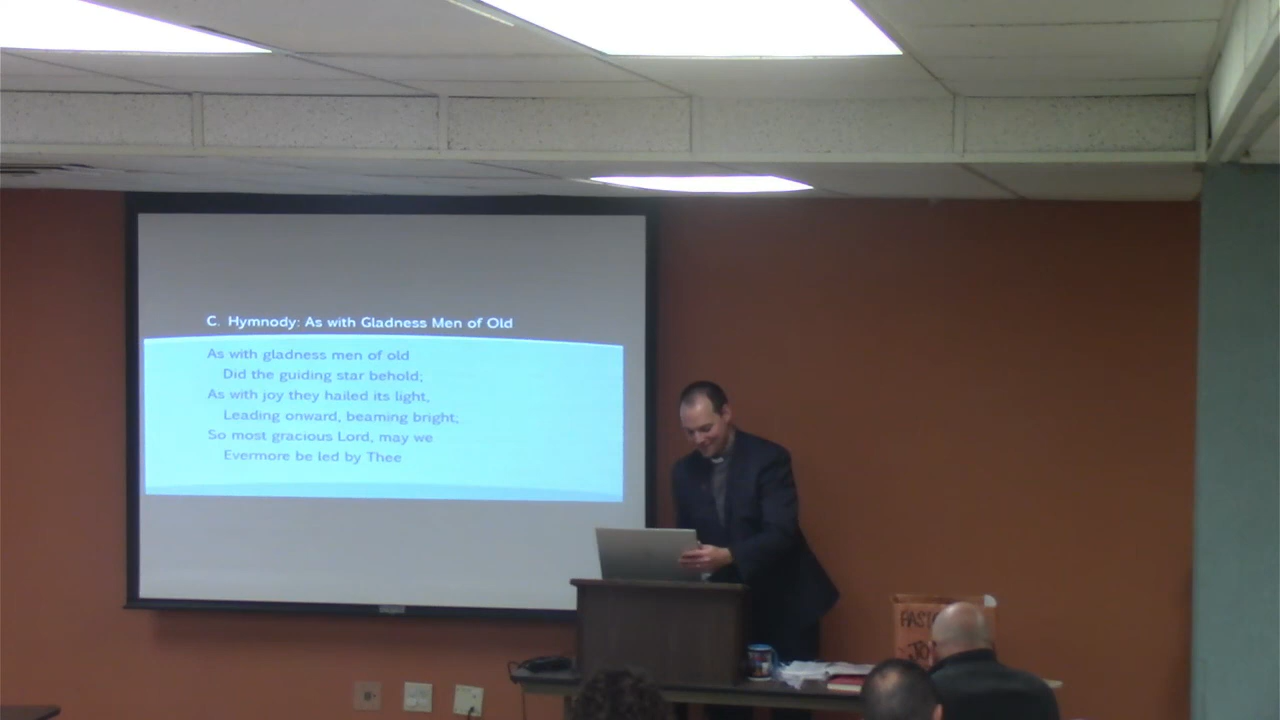 C. Hymnody: As with Gladness Men of Old
As with gladness men of old
Did the guiding star behold;
As with joy they hailed its light,
Leading onward, beaming bright;
So most gracious Lord, may we
Evermore be led by Thee